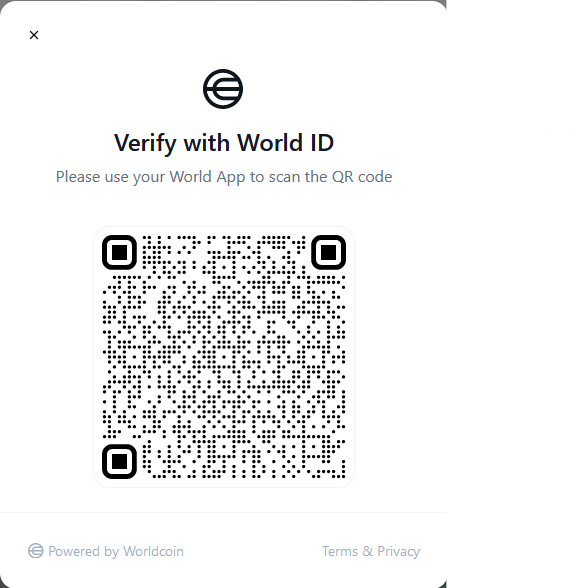 Verify with World ID
Please use your World App to scan the QR code
Powered by Worldcoin
Terms & Privacy